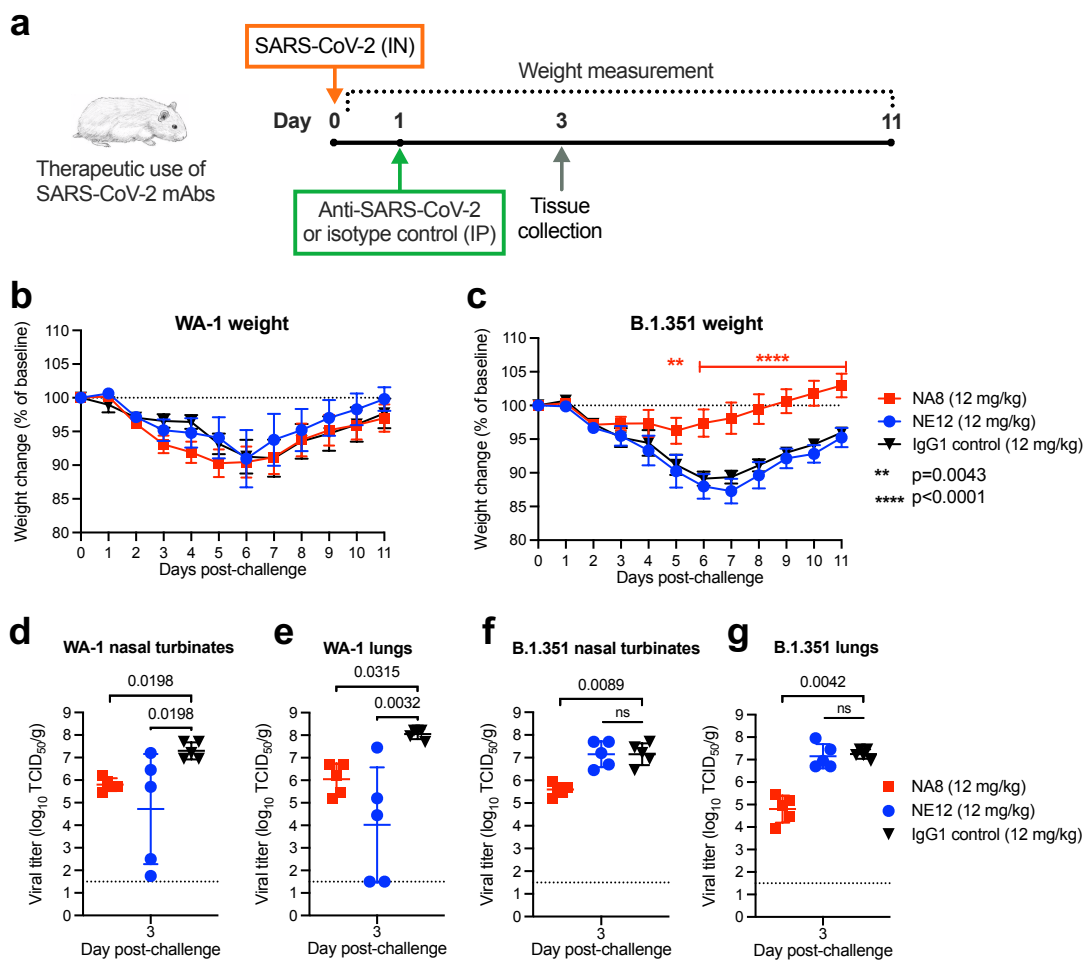 a
SARS-CoV-2 (IN)
Weight measurement
Day 0 1 3 11
Therapeutic use of
SARS-CoV-2 mAbs
Anti-SARS-CoV-2
or isotype control (IP)
Tissue
collection
b
WA-1 weight
Weight change (% of baseline)
110
105
100
95
90
85
80
0 1 2 3 4 5 6 7 8 9 10 11
Days post-challenge
c
B.1.351 weight
Weight change (% of baseline)
110
105
100
95
90
85
80
** ****
0 1 2 3 4 5 6 7 8 9 10 11
Days post-challenge
NA8 (12 mg/kg)
NE12 (12 mg/kg)
IgG1 control (12 mg/kg)
** p=0.0043
**** p<0.0001
d
WA-1 nasal turbinates
0.0198
0.0198
Viral titer (log10 TCID50/g)
9
8
7
6
5
4
3
2
1
0
3
Day post-challenge
e
WA-1 lungs
0.0315
0.0032
Viral titer (log10 TCID50/g)
9
8
7
6
5
4
3
2
1
0
3
Day post-challenge
f
B.1.351 nasal turbinates
0.0089
ns
Viral titer (log10 TCID50/g)
9
8
7
6
5
4
3
2
1
0
3
Day post-challenge
g
B.1.351 lungs
0.0042
ns
Viral titer (log10 TCID50/g)
9
8
7
6
5
4
3
2
1
0
3
Day post-challenge
NA8 (12 mg/kg)
NE12 (12 mg/kg)
IgG1 control (12 mg/kg)